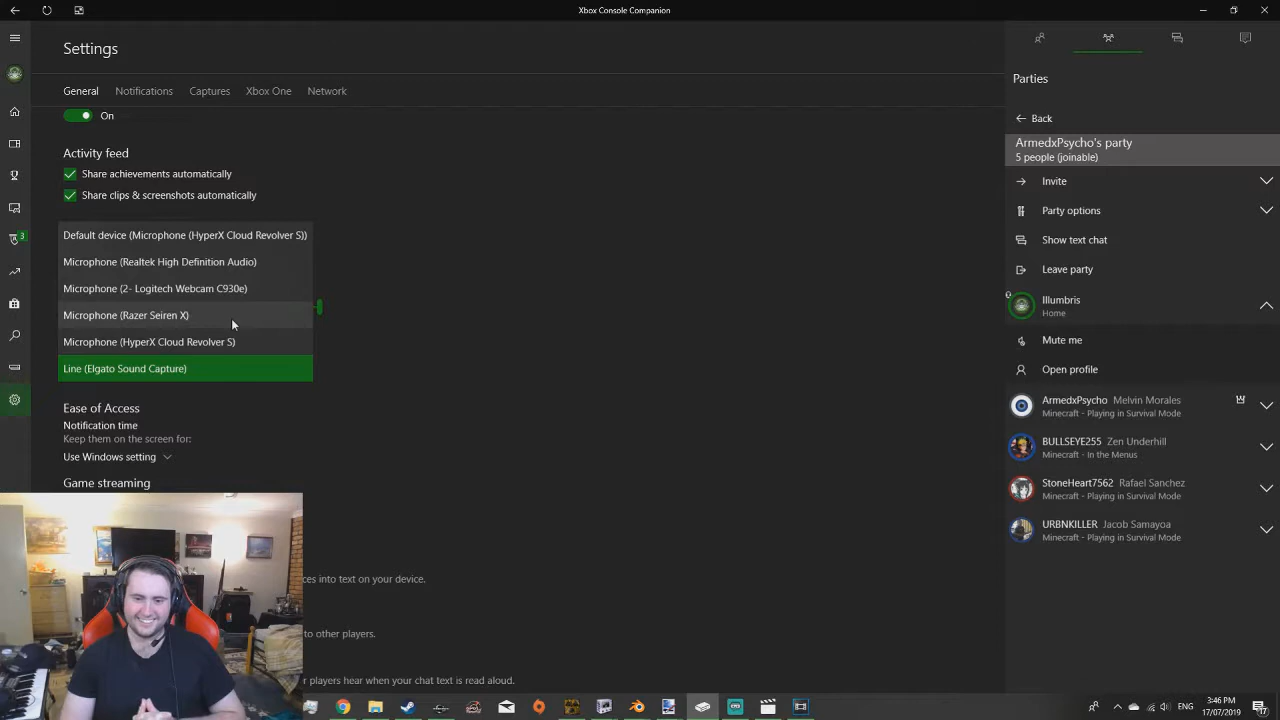 Xbox Console Companion
Settings
General Notifications Captures Xbox One Network
On
Activity feed
Share achievements automatically
Share clips & screenshots automatically
Default device (Microphone (HyperX Cloud Revolver S))
Microphone (Realtek High Definition Audio)
Microphone (2- Logitech Webcam C930e)
Microphone (Razer Seiren X)
Microphone (HyperX Cloud Revolver S)
Line (Elgato Sound Capture)
Ease of Access
Notification time
Keep them on the screen for:
Use Windows setting
Game streaming
ces into text on your device.
to other players.
r players hear when your chat text is read aloud.
3
Parties
Back
ArmedxPsycho's party
5 people (joinable)
Invite
Party options
Show text chat
Leave party
Illumbris
Home
Mute me
Open profile
ArmedxPsycho Melvin Morales
Minecraft - Playing in Survival Mode
BULLSEYE255 Zen Underhill
Minecraft - In the Menus
StoneHeart7562 Rafael Sanchez
Minecraft - Playing in Survival Mode
URBNKILLER Jacob Samayoa
Minecraft - Playing in Survival Mode
3:46 PM
17/07/2019